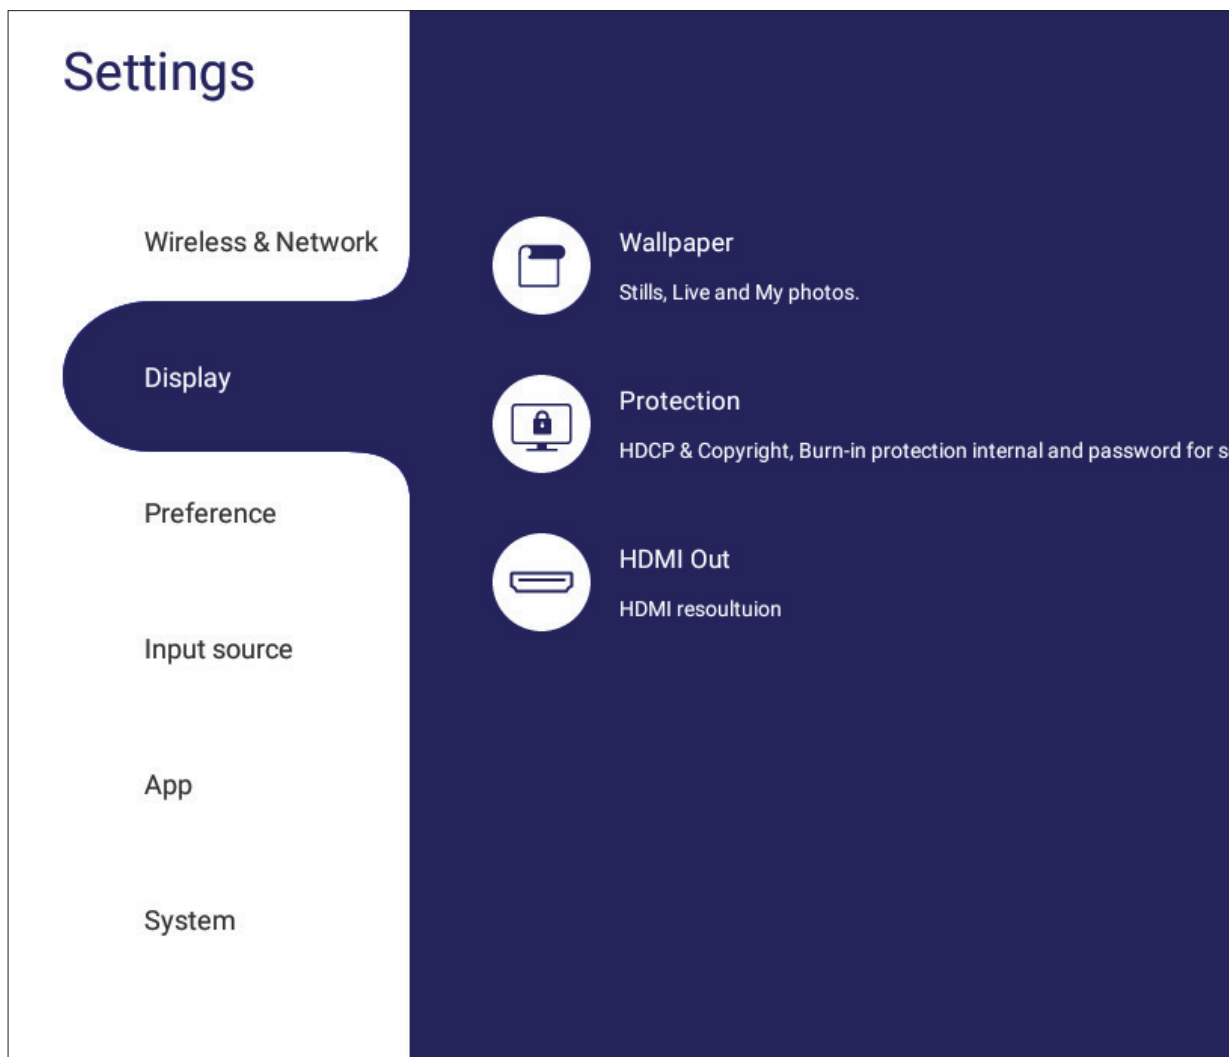 Settings
Wireless & Network
Display
Preference
Input source
App
System
Wallpaper
Stills, Live and My photos.
Protection
HDCP & Copyright, Burn-in protection internal and password for
HDMI Out
HDMI resoultuion